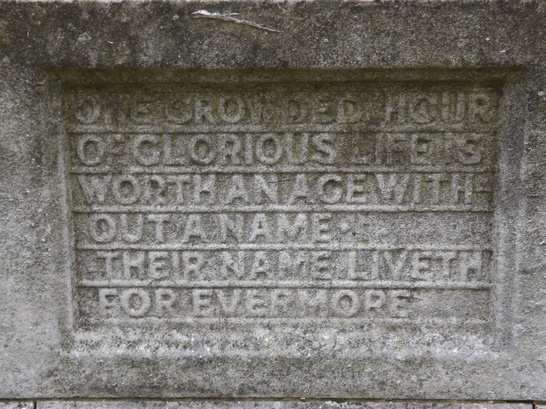 ONE CROWDED HOUR
OF GLORIOUS LIFE IS
WORTH AN AGE WITH-
OUT A NAME·
THEIR NAME LIVETH
FOR EVERMORE